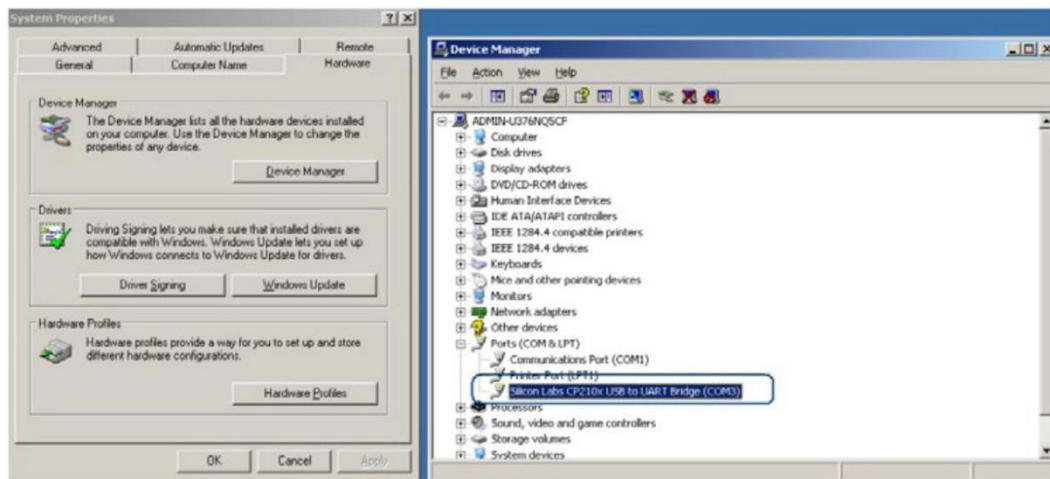 System Properties
Advanced
Automatic Updates
Remote
General
Computer Name
Hardware
Device Manager
The Device Manager lists all the hardware devices installed
on your computer. Use the Device Manager to change the
properties of any device.
Device Manager
Drivers
Driving Signing lets you make sure that installed drivers are
compatible with Windows. Windows Update lets you set up
how Windows connects to Windows Update for drivers.
Driver Signing
Windows Update
Hardware Profiles
Hardware profiles provide a way for you to set up and store
different hardware configurations.
Hardware Profiles
OK
Cancel
Apply
Device Manager
File Action View Help
ADMIN-U376NQSCF
Computer
Disk drives
Display adapters
DVD/CD-ROM drives
Human Interface Devices
IDE ATA/ATAPI controllers
IEEE 1284.4 compatible printers
IEEE 1284.4 devices
Keyboards
Mice and other pointing devices
Monitors
Network adapters
Other devices
Ports (COM & LPT)
Communications Port (COM1)
Printer Port (LPT1)
Silicon Labs CP210x USB to UART Bridge (COM3)
Processors
Sound, video and game controllers
Storage volumes
System devices